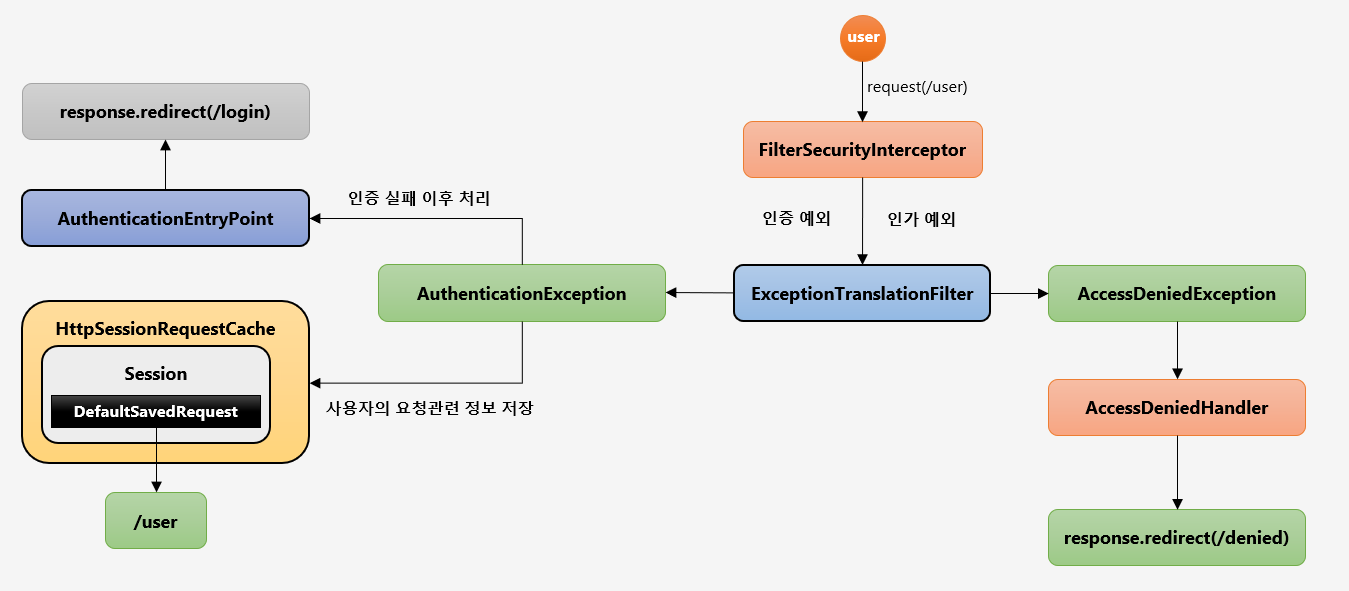 user
request(/user)
response.redirect(/login)
FilterSecurityInterceptor
인증 실패 이후 처리
AuthenticationEntryPoint
인증 예외
인가 예외
AuthenticationException
ExceptionTranslationFilter
AccessDeniedException
HttpSessionRequestCache
Session
DefaultSavedRequest
사용자의 요청관련 정보 저장
AccessDeniedHandler
/user
response.redirect(/denied)